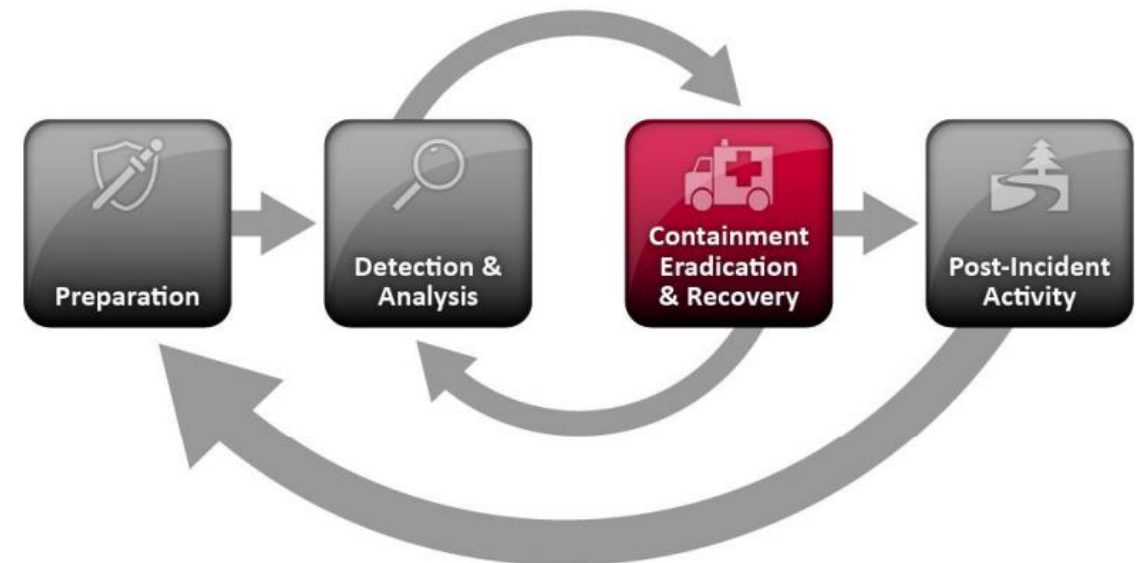 Preparation
Detection &
Analysis
Containment
Eradication
& Recovery
Post-Incident
Activity